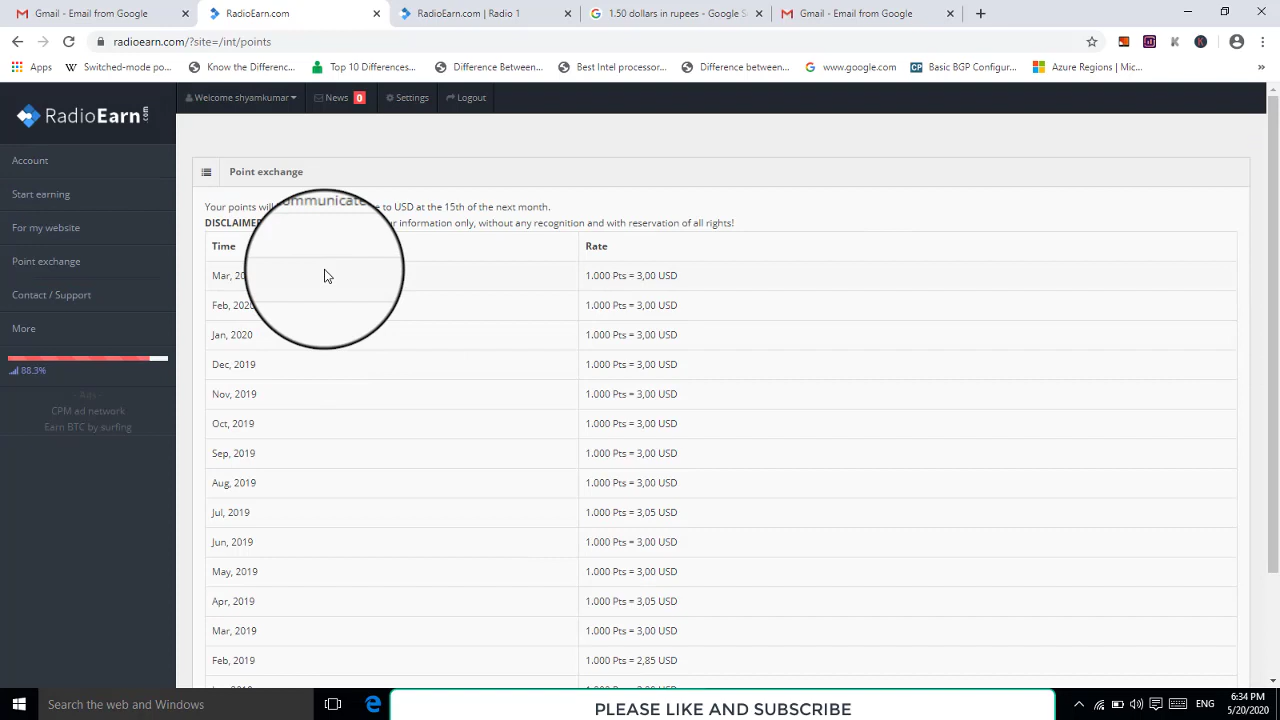 Gmail - Email from Google
RadioEarn.com
RadioEarn.com | Radio 1
1.50 dollars in rupees - Google S
Gmail - Email from Google
radioearn.com/?site=/int/points
Apps
Switched-mode po...
Know the Differenc...
Top 10 Differences...
Difference Between...
Best Intel processor...
Difference between...
www.google.com
Basic BGP Configur...
Azure Regions | Mic...
RadioEarn.com
Welcome shyamkumar
News 0
Settings
Logout
Account
Start earning
For my website
Point exchange
Contact / Support
More
88.3%
CPM ad network
Earn BTC by surfing
Point exchange
Your points will ommunicate e to USD at the 15th of the next month.
DISCLAIMER ur information only, without any recognition and with reservation of all rights!
Time Rate
Mar, 20 1.000 Pts = 3,00 USD
Feb, 2020 1.000 Pts = 3,00 USD
Jan, 2020 1.000 Pts = 3,00 USD
Dec, 2019 1.000 Pts = 3,00 USD
Nov, 2019 1.000 Pts = 3,00 USD
Oct, 2019 1.000 Pts = 3,00 USD
Sep, 2019 1.000 Pts = 3,00 USD
Aug, 2019 1.000 Pts = 3,00 USD
Jul, 2019 1.000 Pts = 3,05 USD
Jun, 2019 1.000 Pts = 3,00 USD
May, 2019 1.000 Pts = 3,00 USD
Apr, 2019 1.000 Pts = 3,05 USD
Mar, 2019 1.000 Pts = 3,00 USD
Feb, 2019 1.000 Pts = 2,85 USD
Search the web and Windows
PLEASE LIKE AND SUBSCRIBE
ENG
6:34 PM
5/20/2020